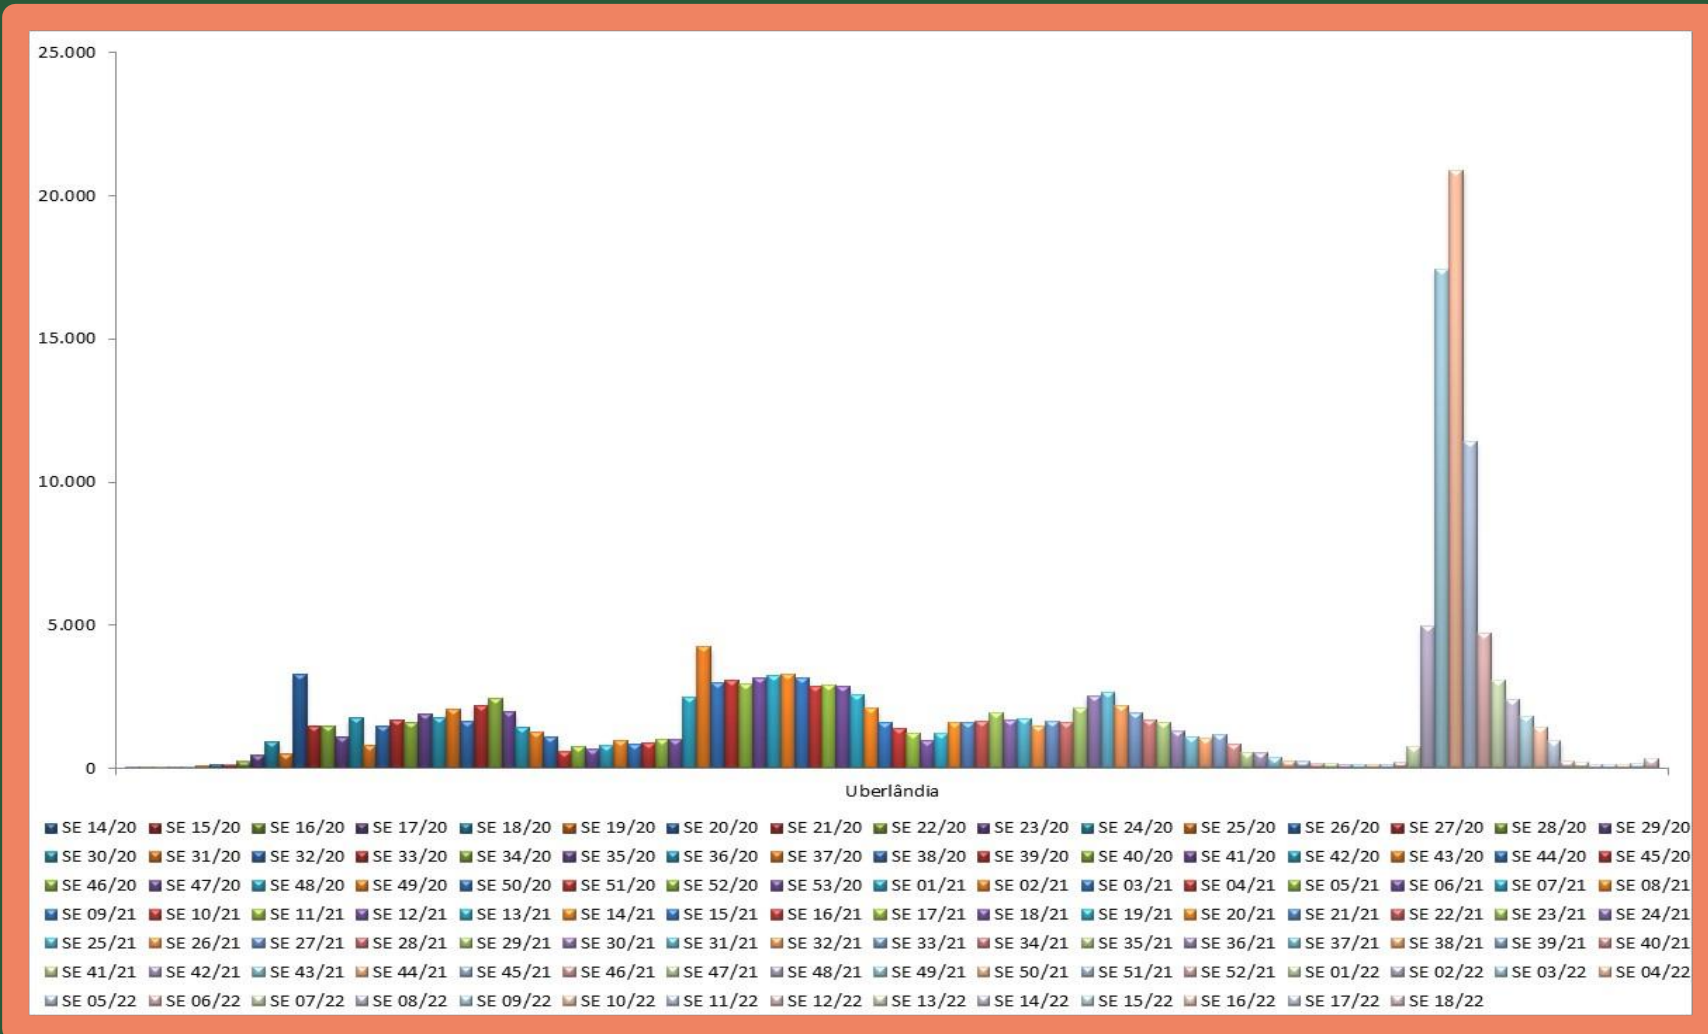 25.000
20.000
15.000
10.000
5.000
0
Uberlândia
SE 14/20 SE 15/20 SE 16/20 SE 17/20 SE 18/20 SE 19/20 SE 20/20 SE 21/20 SE 22/20 SE 23/20 SE 24/20 SE 25/20 SE 26/20 SE 27/20 SE 28/20 SE 29/20
SE 30/20 SE 31/20 SE 32/20 SE 33/20 SE 34/20 SE 35/20 SE 36/20 SE 37/20 SE 38/20 SE 39/20 SE 40/20 SE 41/20 SE 42/20 SE 43/20 SE 44/20 SE 45/20
SE 46/20 SE 47/20 SE 48/20 SE 49/20 SE 50/20 SE 51/20 SE 52/20 SE 53/20 SE 01/21 SE 02/21 SE 03/21 SE 04/21 SE 05/21 SE 06/21 SE 07/21 SE 08/21
SE 09/21 SE 10/21 SE 11/21 SE 12/21 SE 13/21 SE 14/21 SE 15/21 SE 16/21 SE 17/21 SE 18/21 SE 19/21 SE 20/21 SE 21/21 SE 22/21 SE 23/21 SE 24/21
SE 25/21 SE 26/21 SE 27/21 SE 28/21 SE 29/21 SE 30/21 SE 31/21 SE 32/21 SE 33/21 SE 34/21 SE 35/21 SE 36/21 SE 37/21 SE 38/21 SE 39/21 SE 40/21
SE 41/21 SE 42/21 SE 43/21 SE 44/21 SE 45/21 SE 46/21 SE 47/21 SE 48/21 SE 49/21 SE 50/21 SE 51/21 SE 52/21 SE 01/22 SE 02/22 SE 03/22 SE 04/22
SE 05/22 SE 06/22 SE 07/22 SE 08/22 SE 09/22 SE 10/22 SE 11/22 SE 12/22 SE 13/22 SE 14/22 SE 15/22 SE 16/22 SE 17/22 SE 18/22